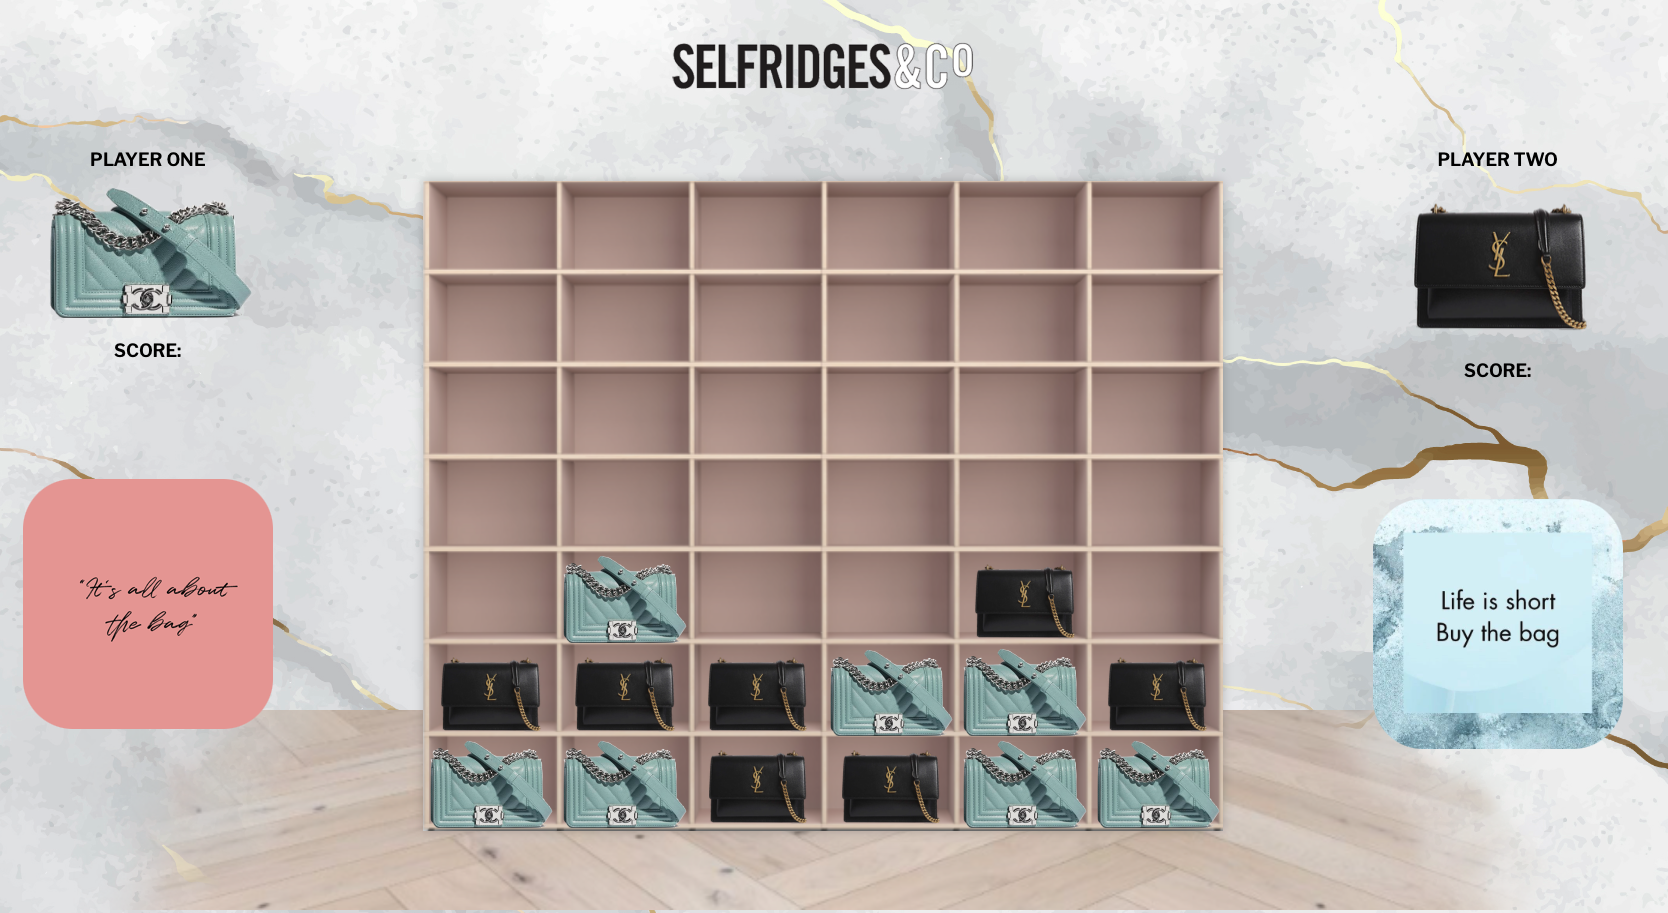 SELFRIDGES&Cº
PLAYER ONE
SCORE:
"It's all about
the bag"
PLAYER TWO
SCORE:
Life is short
Buy the bag